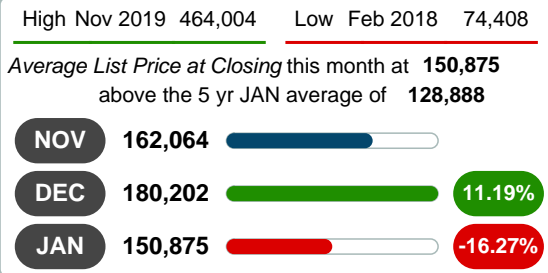 High Nov 2019 464,004 Low Feb 2018 74,408
Average List Price at Closing this month at 150,875
above the 5 yr JAN average of 128,888
NOV 162,064
DEC 180,202 11.19%
JAN 150,875 -16.27%